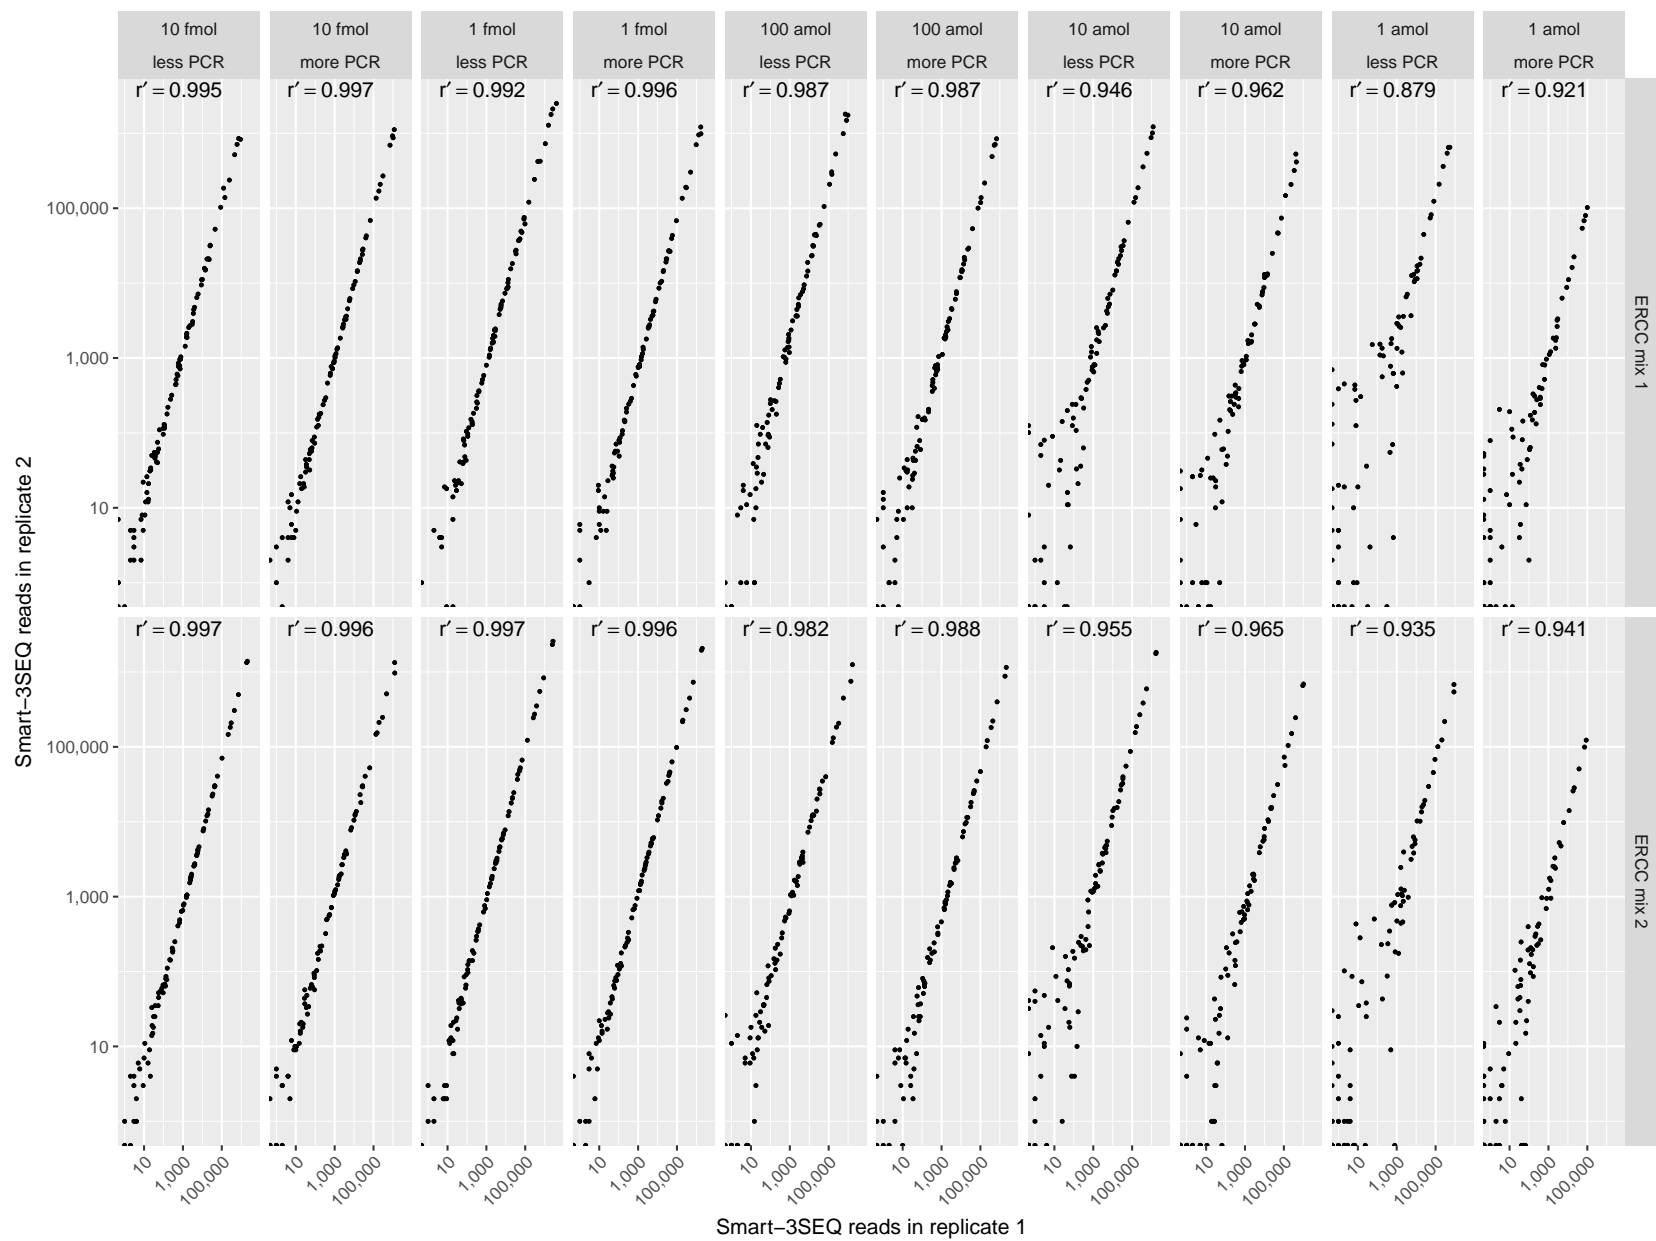 10 fmol 10 fmol 1 fmol 1 fmol 100 amol 100 amol 10 amol 10 amol 1 amol 1 amol
less PCR more PCR less PCR more PCR less PCR more PCR less PCR more PCR less PCR more PCR
r′ = 0.995 r′ = 0.997 r′ = 0.992 r′ = 0.996 r′ = 0.987 r′ = 0.987 r′ = 0.946 r′ = 0.962 r′ = 0.879 r′ = 0.921
100,000
1,000
10
ERCC mix 1
Smart−3SEQ reads in replicate 2
r′ = 0.997 r′ = 0.996 r′ = 0.997 r′ = 0.996 r′ = 0.982 r′ = 0.988 r′ = 0.955 r′ = 0.965 r′ = 0.935 r′ = 0.941
100,000
1,000
10
ERCC mix 2
10 1,000 100,000 10 1,000 100,000 10 1,000 100,000 10 1,000 100,000 10 1,000 100,000 10 1,000 100,000 10 1,000 100,000 10 1,000 100,000 10 1,000 100,000 10 1,000 100,000
Smart−3SEQ reads in replicate 1